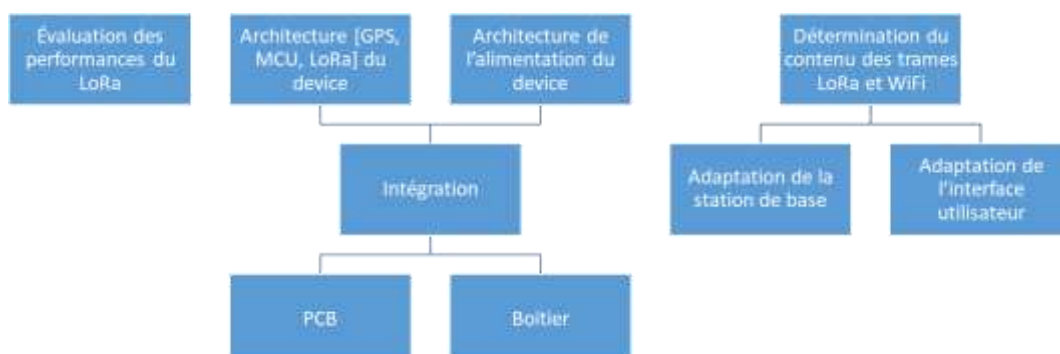 Évaluation des
performances du
LoRa
Architecture [GPS,
MCU, LoRa] du
device
Architecture de
l'alimentation du
device
Détermination du
contenu des trames
LoRa et WiFi
Intégration
Adaptation de la
station de base
Adaptation de
l'interface
utilisateur
PCB
Boitier